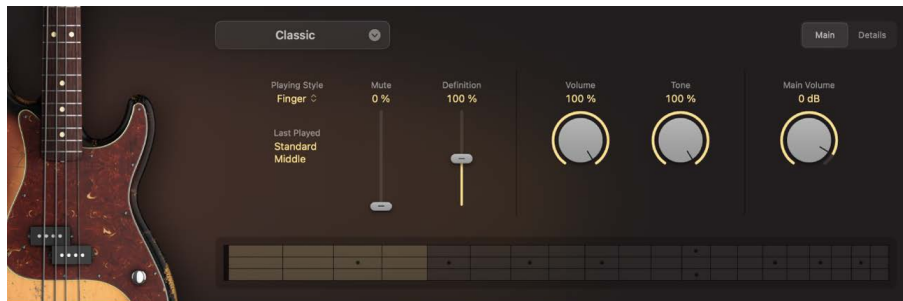 Classic
Main
Details
Playing Style
Finger
Mute
0 %
Definition
100 %
Last Played
Standard
Middle
Volume
100 %
Tone
100 %
Main Volume
0 dB